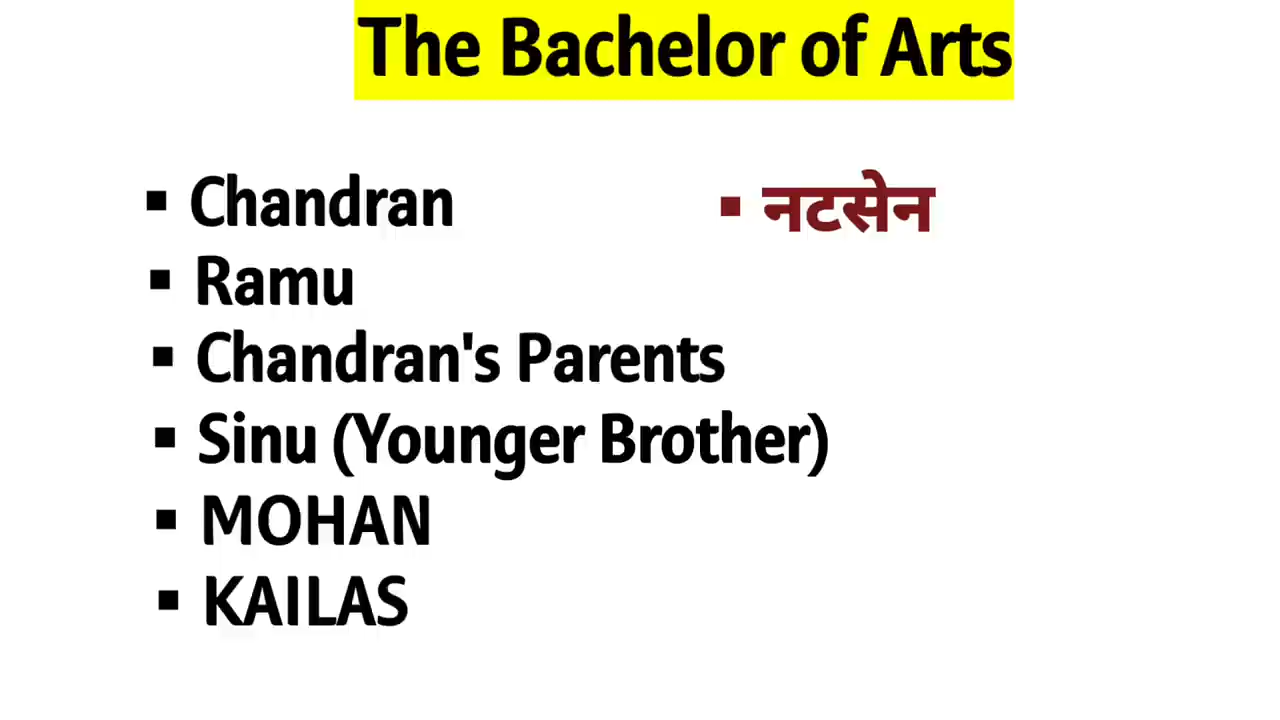 The Bachelor of Arts
▪ Chandran
▪ नटसेन
▪ Ramu
▪ Chandran's Parents
▪ Sinu (Younger Brother)
▪ MOHAN
▪ KAILAS